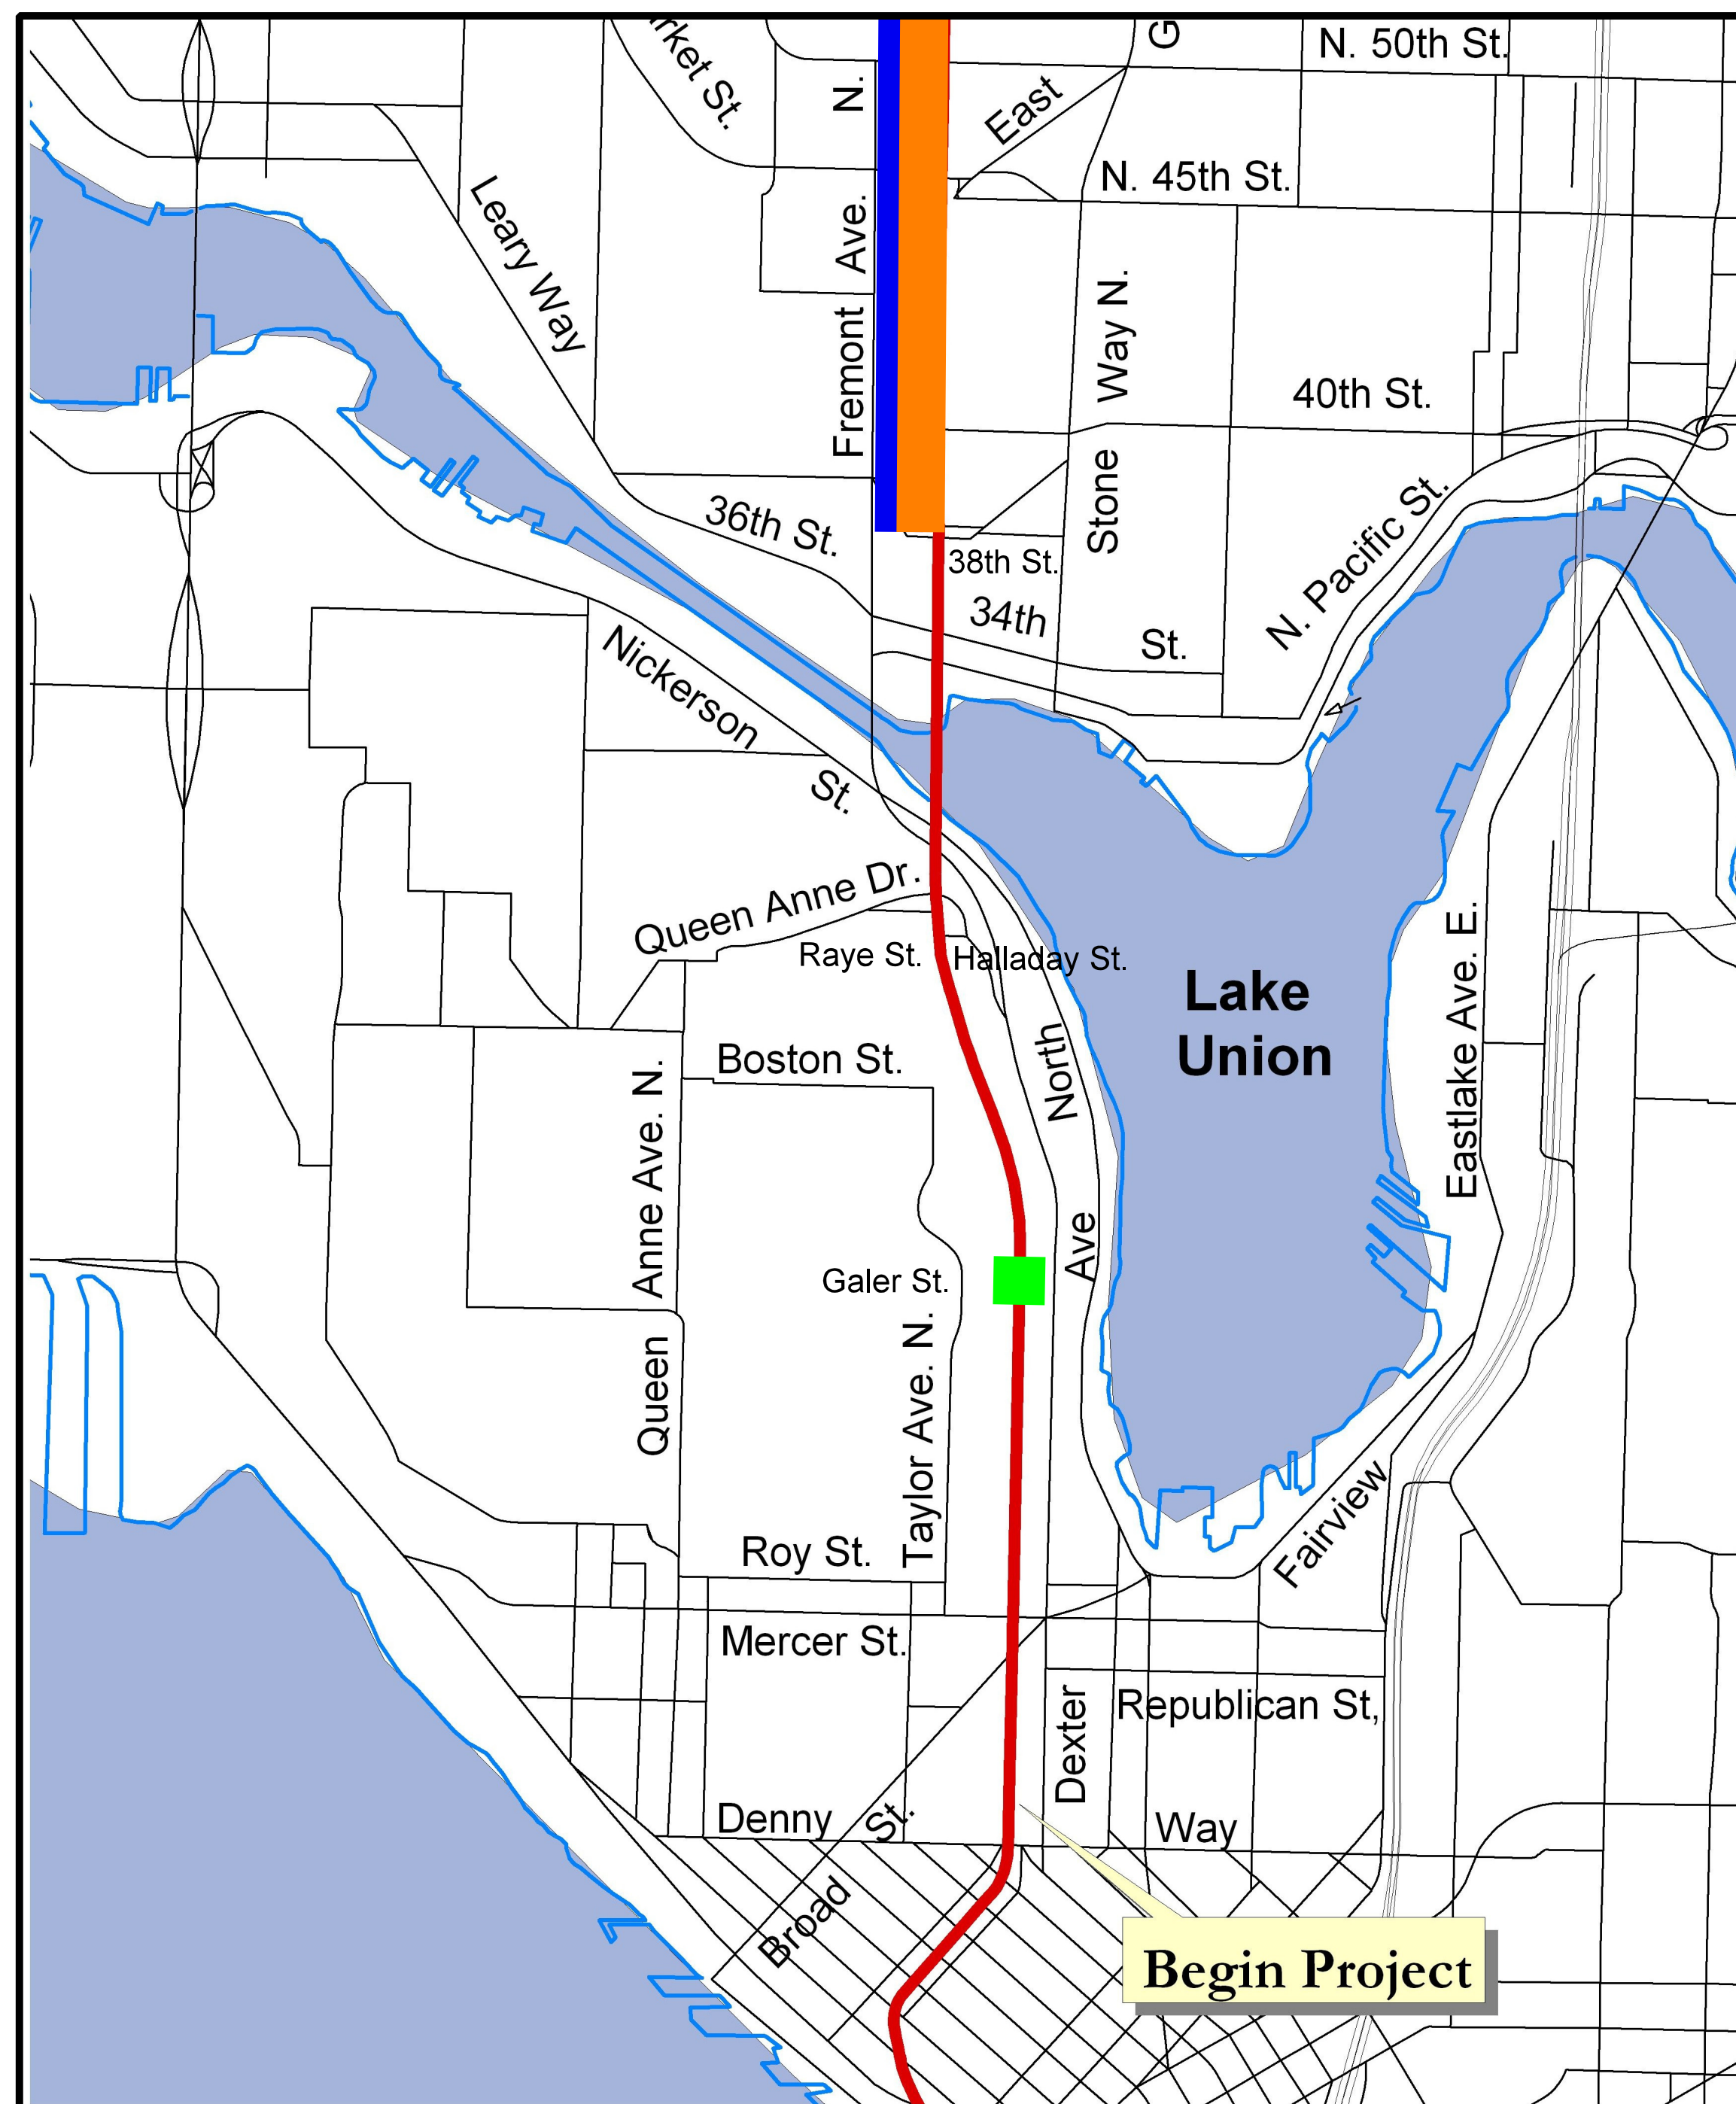 N. 50th St.
rket St.
G
N.
East
N. 45th St.
Leary Way
Fremont Ave.
Stone Way N.
40th St.
36th St.
38th St.
34th St.
N. Pacific St.
Nickerson St.
Queen Anne Dr.
Raye St.
Halladay St.
Lake
Union
Eastlake Ave. E.
North Ave
Boston St.
Queen Anne Ave. N.
Galer St.
Taylor Ave. N.
Fairview
Roy St.
Mercer St.
Republican St,
Dexter
Denny Way
Broad St.
Begin Project